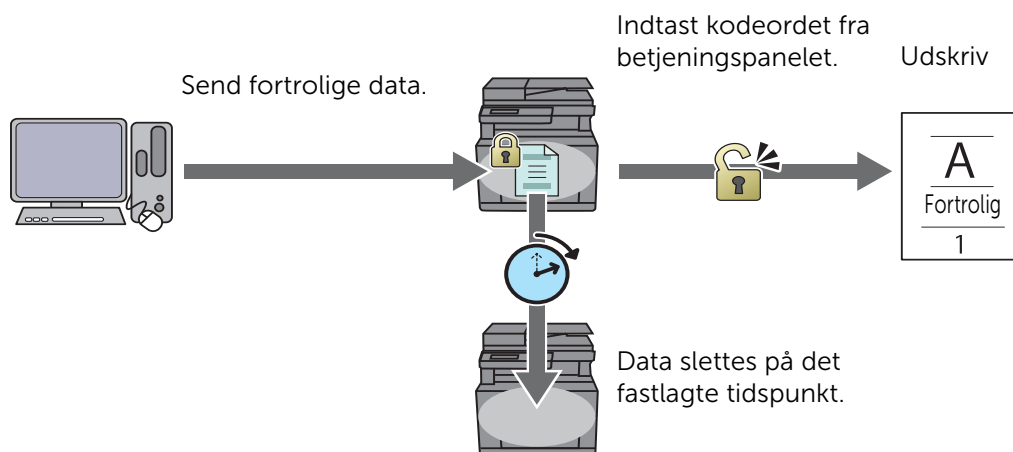 Send fortrolige data.
Indtast kodeordet fra
betjeningspanelet.
Udskriv
A
Fortrolig
1
Data slettes på det
fastlagte tidspunkt.